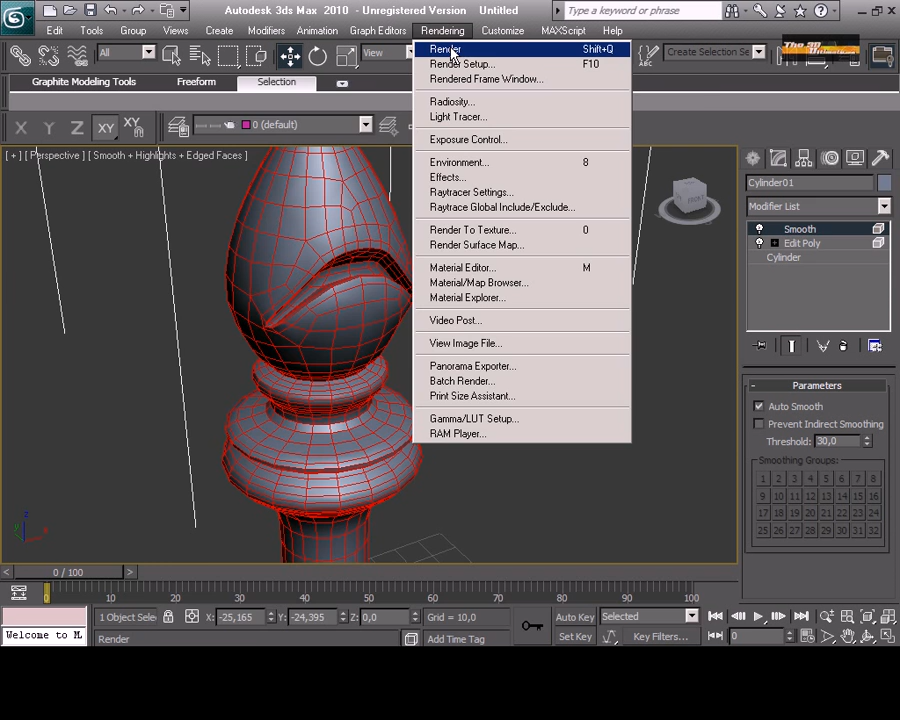 Autodesk 3ds Max 2010 - Unregistered Version Untitled
Type a keyword or phrase
Edit Tools Group Views Create Modifiers Animation Graph Editors Rendering Customize MAXScript Help
All View Create Selection Se
Graphite Modeling Tools Freeform Selection
X Y Z XY XY 0 (default)
[ + ] [ Perspective ] [ Smooth + Highlights + Edged Faces ]
Render Shift+Q
Render Setup... F10
Rendered Frame Window...
Radiosity...
Light Tracer...
Exposure Control...
Environment... 8
Effects...
Raytracer Settings...
Raytrace Global Include/Exclude...
Render To Texture... 0
Render Surface Map...
Material Editor... M
Material/Map Browser...
Material Explorer...
Video Post...
View Image File...
Panorama Exporter...
Batch Render...
Print Size Assistant...
Gamma/LUT Setup...
RAM Player...
FRONT
Cylinder01
Modifier List
Smooth
Edit Poly
Cylinder
Parameters
Auto Smooth
Prevent Indirect Smoothing
Threshold: 30,0
Smoothing Groups:
1 2 3 4 5 6 7 8
9 10 11 12 13 14 15 16
17 18 19 20 21 22 23 24
25 26 27 28 29 30 31 32
0 / 100
0 10 20 30 40 50 60 70 80 90 100
1 Object Sele X: -25,165 Y: -24,395 Z: 0,0 Grid = 10,0 Auto Key Selected
Welcome to M Render Add Time Tag Set Key Key Filters... 0